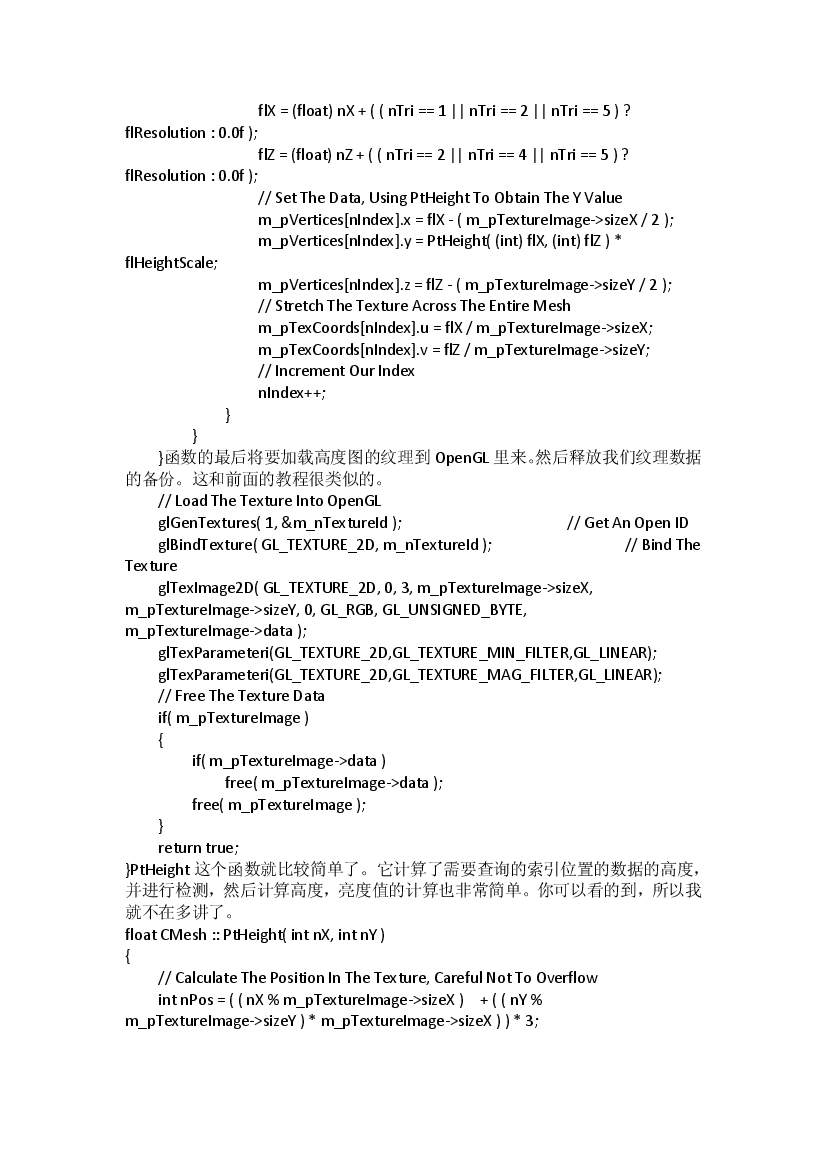 flX = (float) nX + ( ( nTri == 1 || nTri == 2 || nTri == 5 ) ?
flResolution : 0.0f );
flZ = (float) nZ + ( ( nTri == 2 || nTri == 4 || nTri == 5 ) ?
flResolution : 0.0f );
// Set The Data, Using PtHeight To Obtain The Y Value
m_pVertices[nIndex].x = flX - ( m_pTextureImage->sizeX / 2 );
m_pVertices[nIndex].y = PtHeight( (int) flX, (int) flZ ) *
flHeightScale;
m_pVertices[nIndex].z = flZ - ( m_pTextureImage->sizeY / 2 );
// Stretch The Texture Across The Entire Mesh
m_pTexCoords[nIndex].u = flX / m_pTextureImage->sizeX;
m_pTexCoords[nIndex].v = flZ / m_pTextureImage->sizeY;
// Increment Our Index
nIndex++;
}
}
}函数的最后将要加载高度图的纹理到 OpenGL 里来。然后释放我们纹理数据
的备份。这和前面的教程很类似的。
// Load The Texture Into OpenGL
glGenTextures( 1, &m_nTextureId ); // Get An Open ID
glBindTexture( GL_TEXTURE_2D, m_nTextureId ); // Bind The
Texture
glTexImage2D( GL_TEXTURE_2D, 0, 3, m_pTextureImage->sizeX,
m_pTextureImage->sizeY, 0, GL_RGB, GL_UNSIGNED_BYTE,
m_pTextureImage->data );
glTexParameteri(GL_TEXTURE_2D,GL_TEXTURE_MIN_FILTER,GL_LINEAR);
glTexParameteri(GL_TEXTURE_2D,GL_TEXTURE_MAG_FILTER,GL_LINEAR);
// Free The Texture Data
if( m_pTextureImage )
{
if( m_pTextureImage->data )
free( m_pTextureImage->data );
free( m_pTextureImage );
}
return true;
}PtHeight 这个函数就比较简单了。它计算了需要查询的索引位置的数据的高度，
并进行检测，然后计算高度，亮度值的计算也非常简单。你可以看的到，所以我
就不在多讲了。
float CMesh :: PtHeight( int nX, int nY )
{
// Calculate The Position In The Texture, Careful Not To Overflow
int nPos = ( ( nX % m_pTextureImage->sizeX ) + ( ( nY %
m_pTextureImage->sizeY ) * m_pTextureImage->sizeX ) ) * 3;